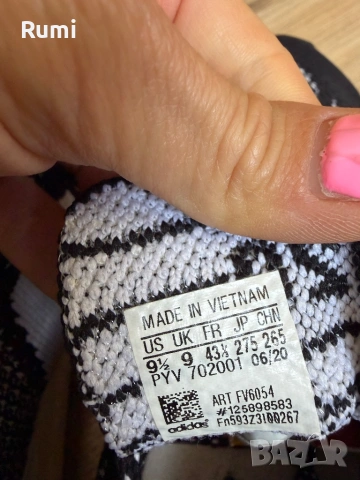 Rumi
MADE IN VIETNAM
US UK FR JP CHN
9½ 9 43⅓ 275 265
PYV 702001 06/20
ART FV6054
#125898583
Fn593Z3I00267
adidas
BAZAR